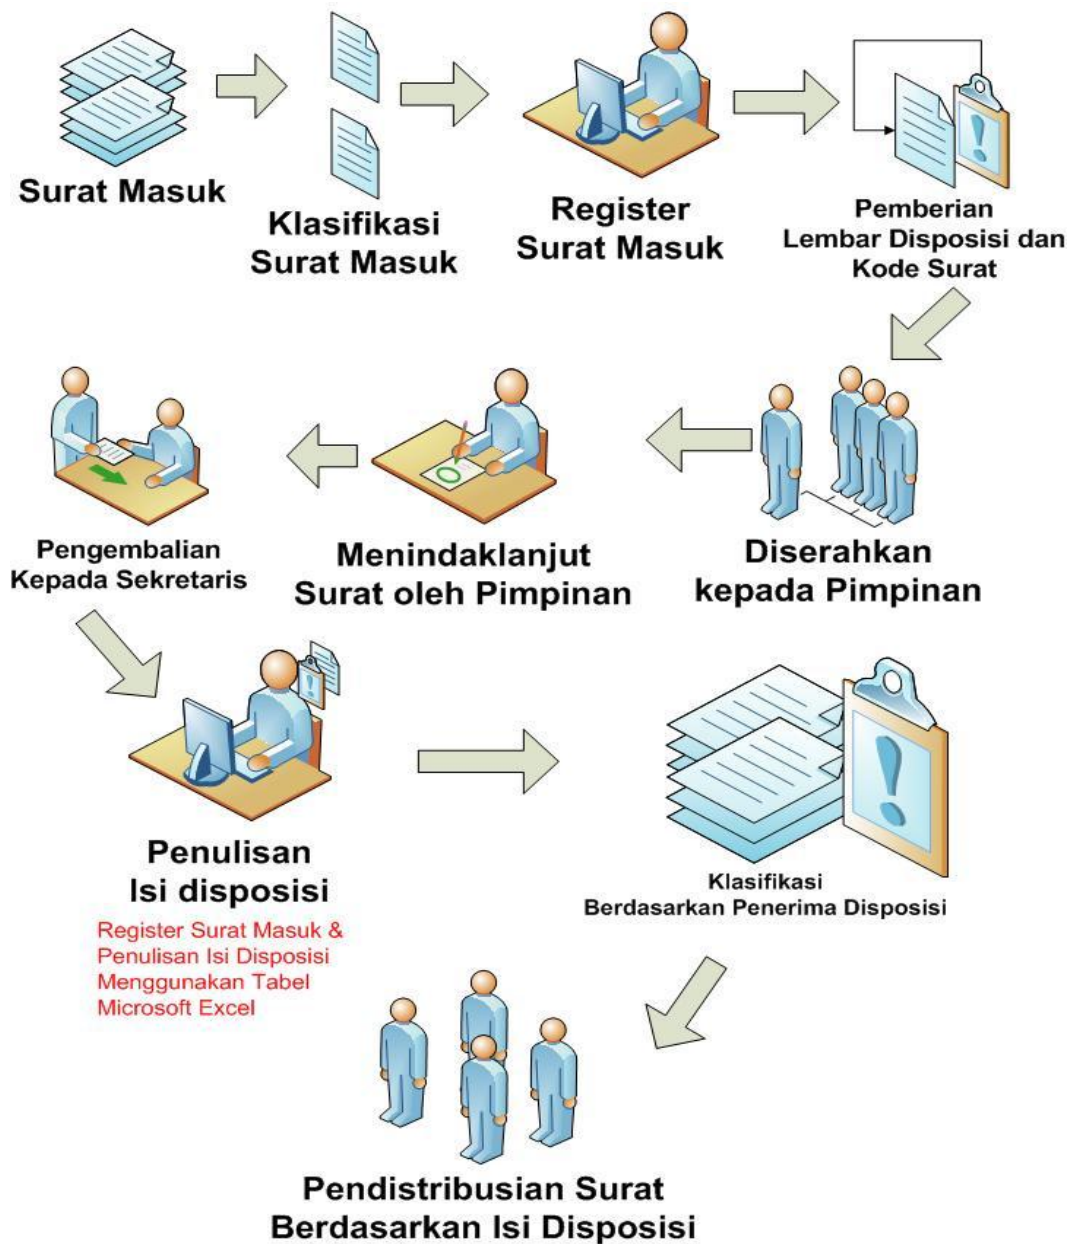 Surat Masuk
Klasifikasi
Surat Masuk
Register
Surat Masuk
Pemberian
Lembar Disposisi dan
Kode Surat
Pengembalian
Kepada Sekretaris
Menindaklanjut
Surat oleh Pimpinan
Diserahkan
kepada Pimpinan
Penulisan
Isi disposisi
Register Surat Masuk &
Penulisan Isi Disposisi
Menggunakan Tabel
Microsoft Excel
Klasifikasi
Berdasarkan Penerima Disposisi
Pendistribusian Surat
Berdasarkan Isi Disposisi